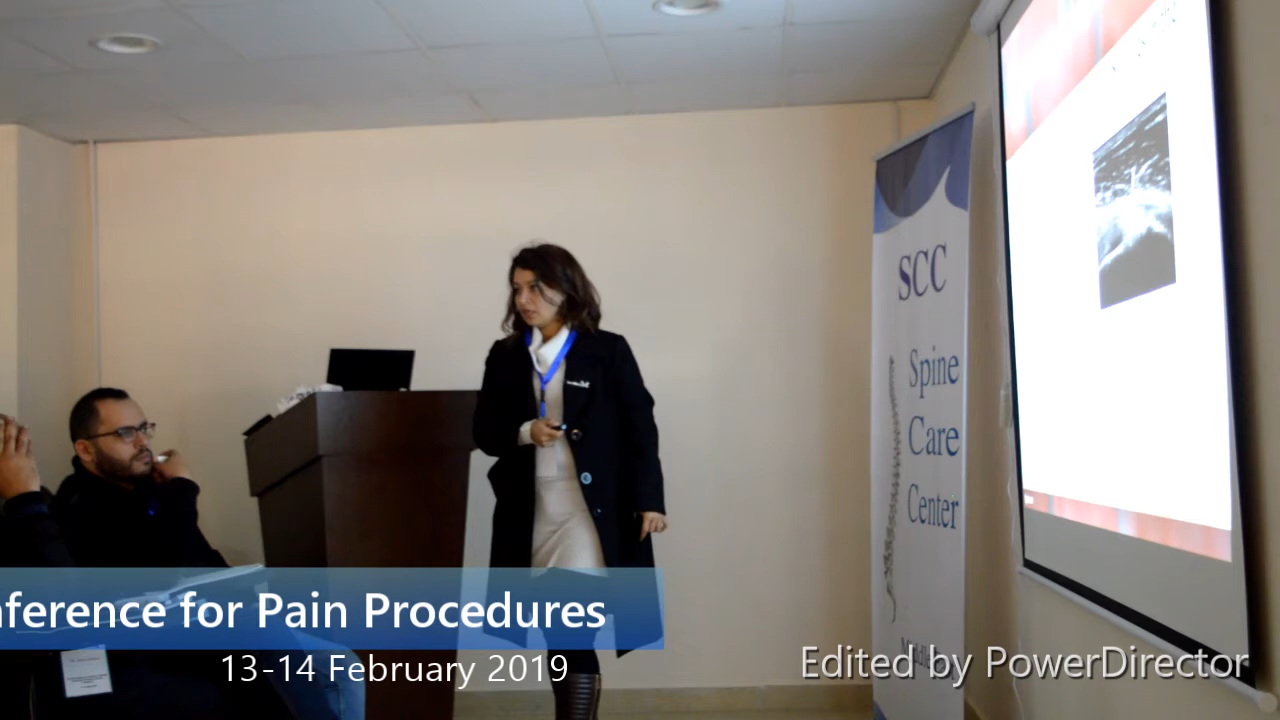 SCC
Spine
Care
Center
nference for Pain Procedures
13-14 February 2019
Edited by PowerDirector